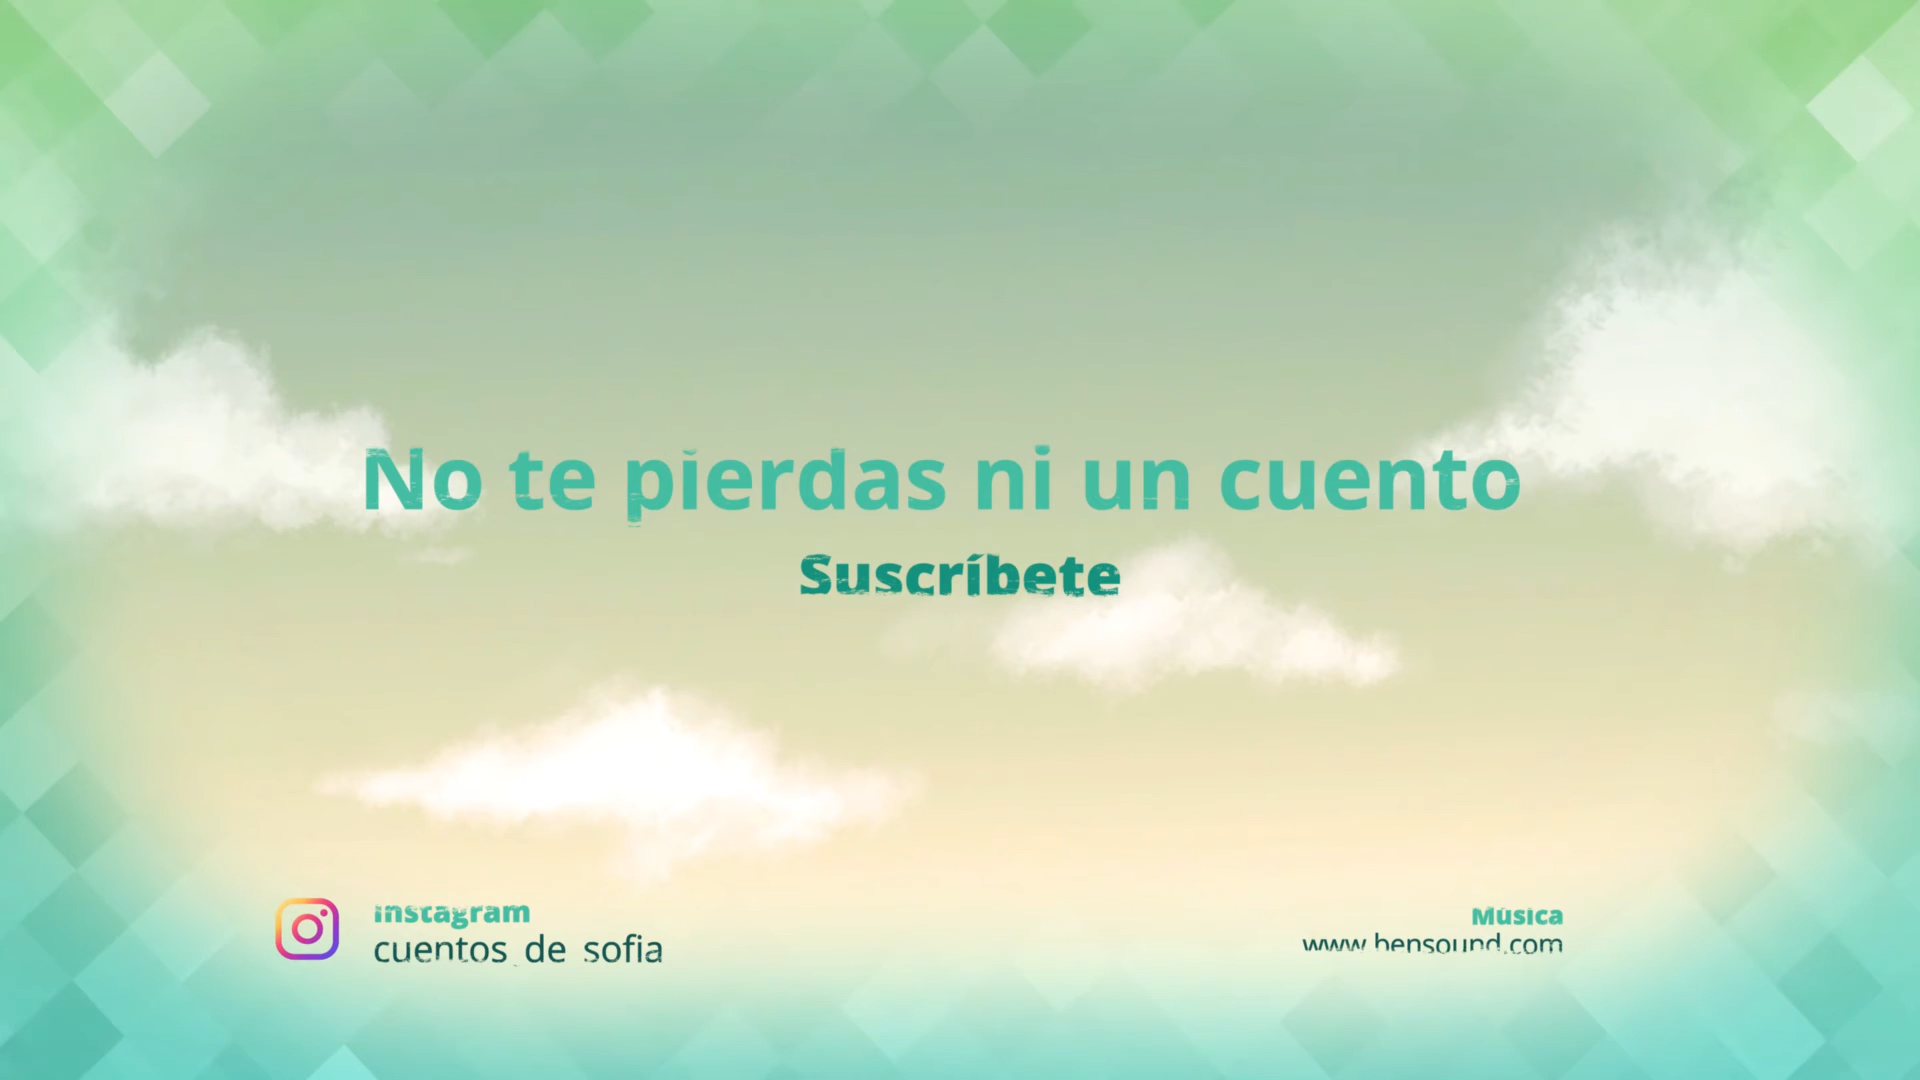 No te pierdas ni un cuento
Suscríbete
Instagram
cuentos_de_sofia
Música
www.bensound.com